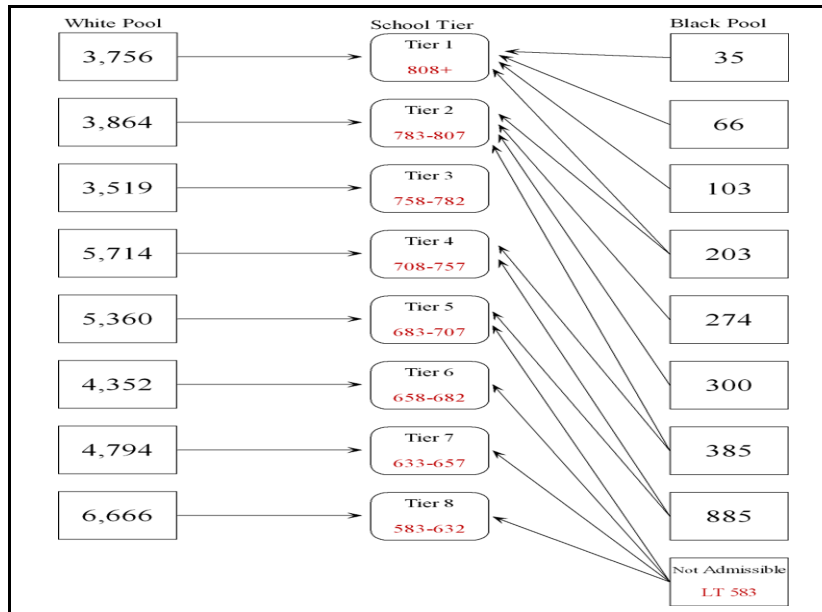 White Pool School Tier Black Pool
3,756 Tier 1 35
808+
3,864 Tier 2 66
783-807
3,519 Tier 3 103
758-782
5,714 Tier 4 203
708-757
5,360 Tier 5 274
683-707
4,352 Tier 6 300
658-682
4,794 Tier 7 385
633-657
6,666 Tier 8 885
583-632
Not Admissible
LT 583